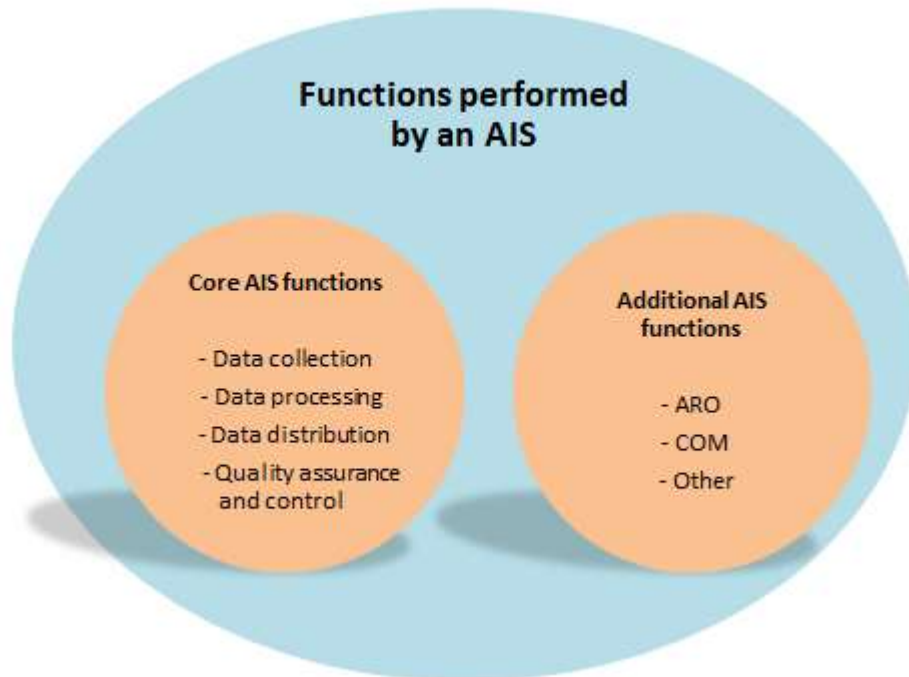 Functions performed
by an AIS
Core AIS functions
- Data collection
- Data processing
- Data distribution
- Quality assurance
and control
Additional AIS
functions
- ARO
- COM
- Other